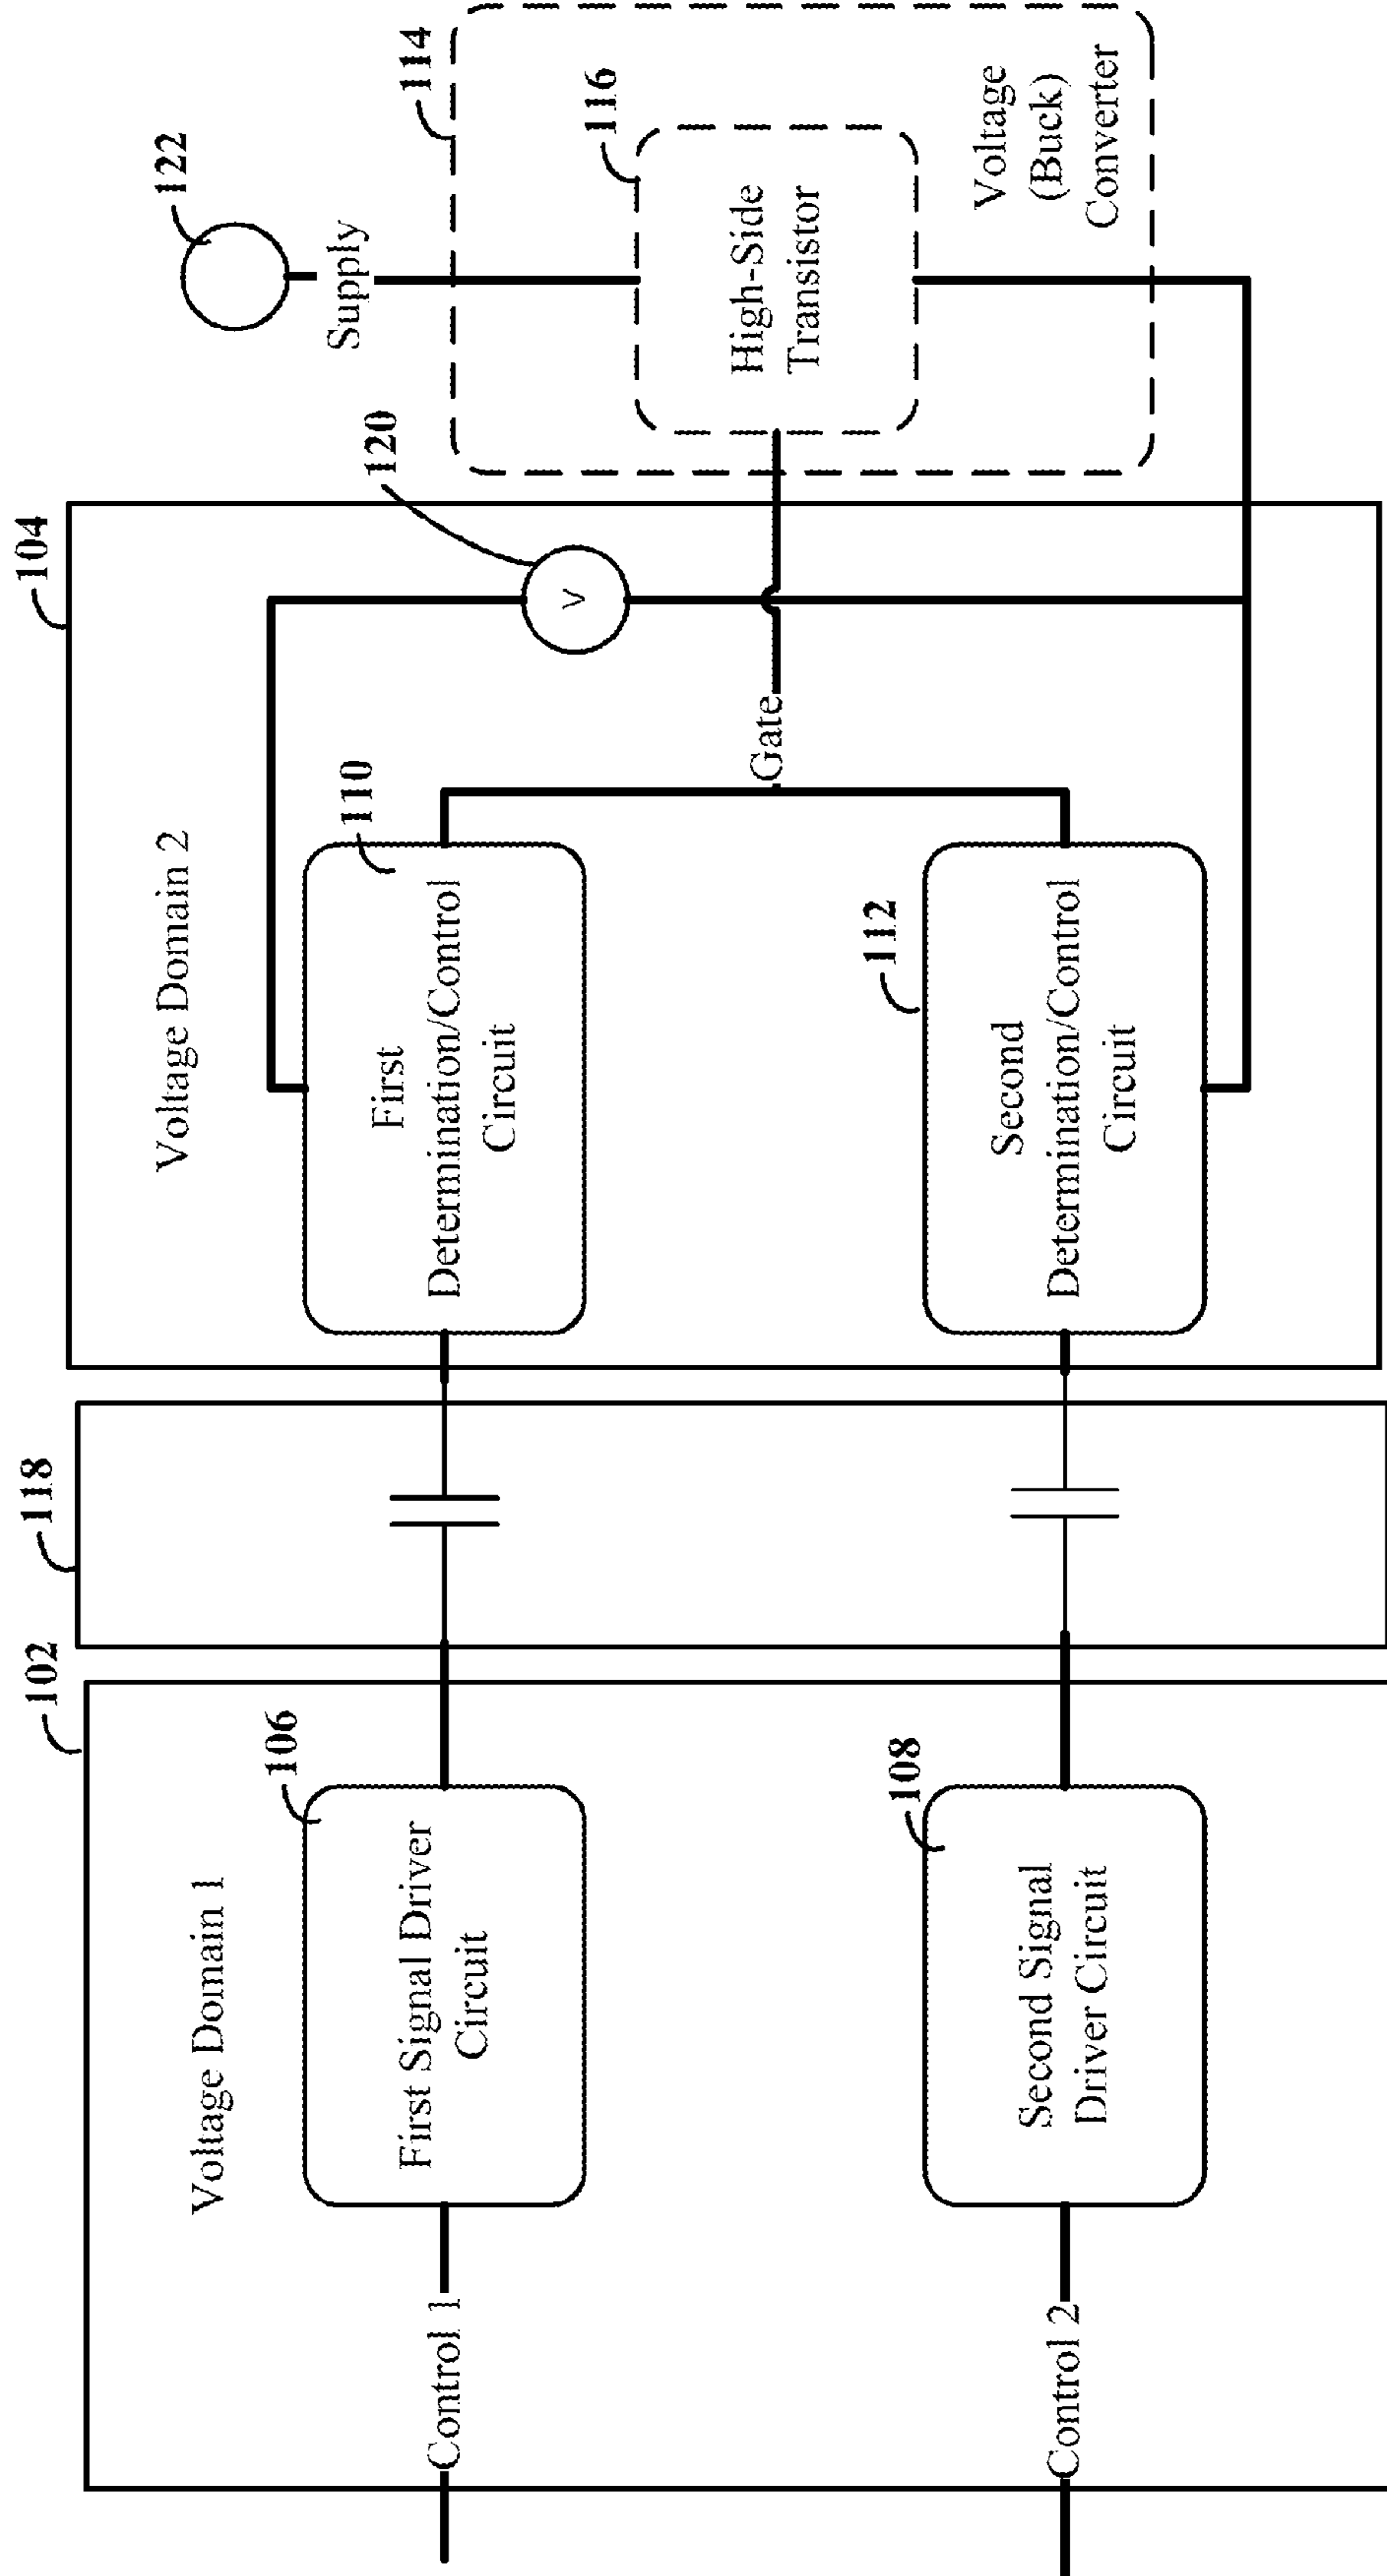 102
Voltage Domain 1
106
First Signal Driver
Circuit
Control 1
108
Second Signal
Driver Circuit
Control 2
118
104
Voltage Domain 2
110
First
Determination/Control
Circuit
112
Second
Determination/Control
Circuit
Gate
120
V
122
Supply
114
116
High-Side
Transistor
Voltage
(Buck)
Converter